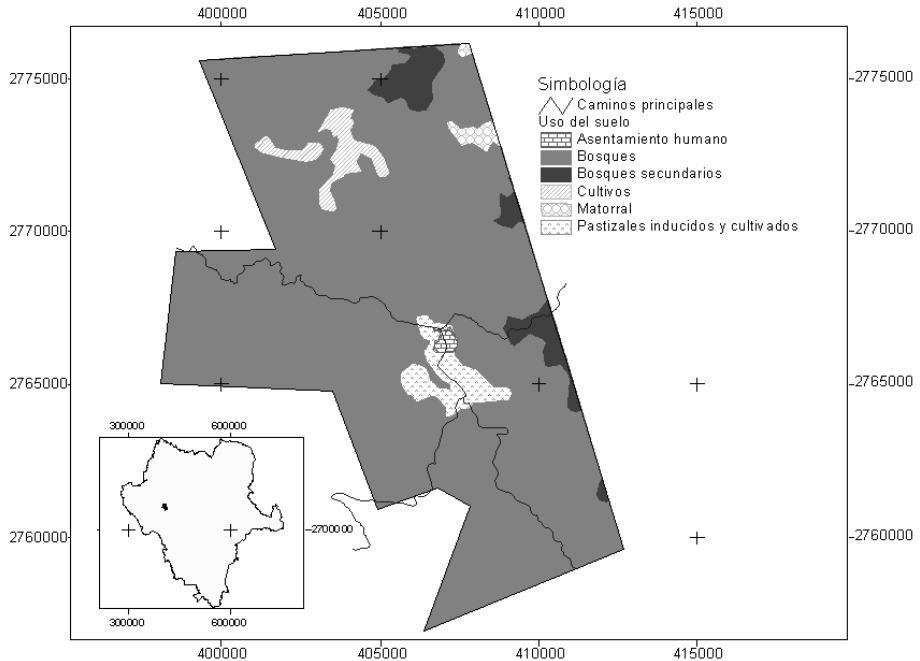 400000 405000 410000 415000
2775000 2775000
Simbología
Caminos principales
Uso del suelo
Asentamiento humano
Bosques
Bosques secundarios
Cultivos
Matorral
Pastizales inducidos y cultivados
2770000 2770000
2765000 2765000
300000 600000
2700000
300000 600000
2760000 2760000
400000 405000 410000 415000